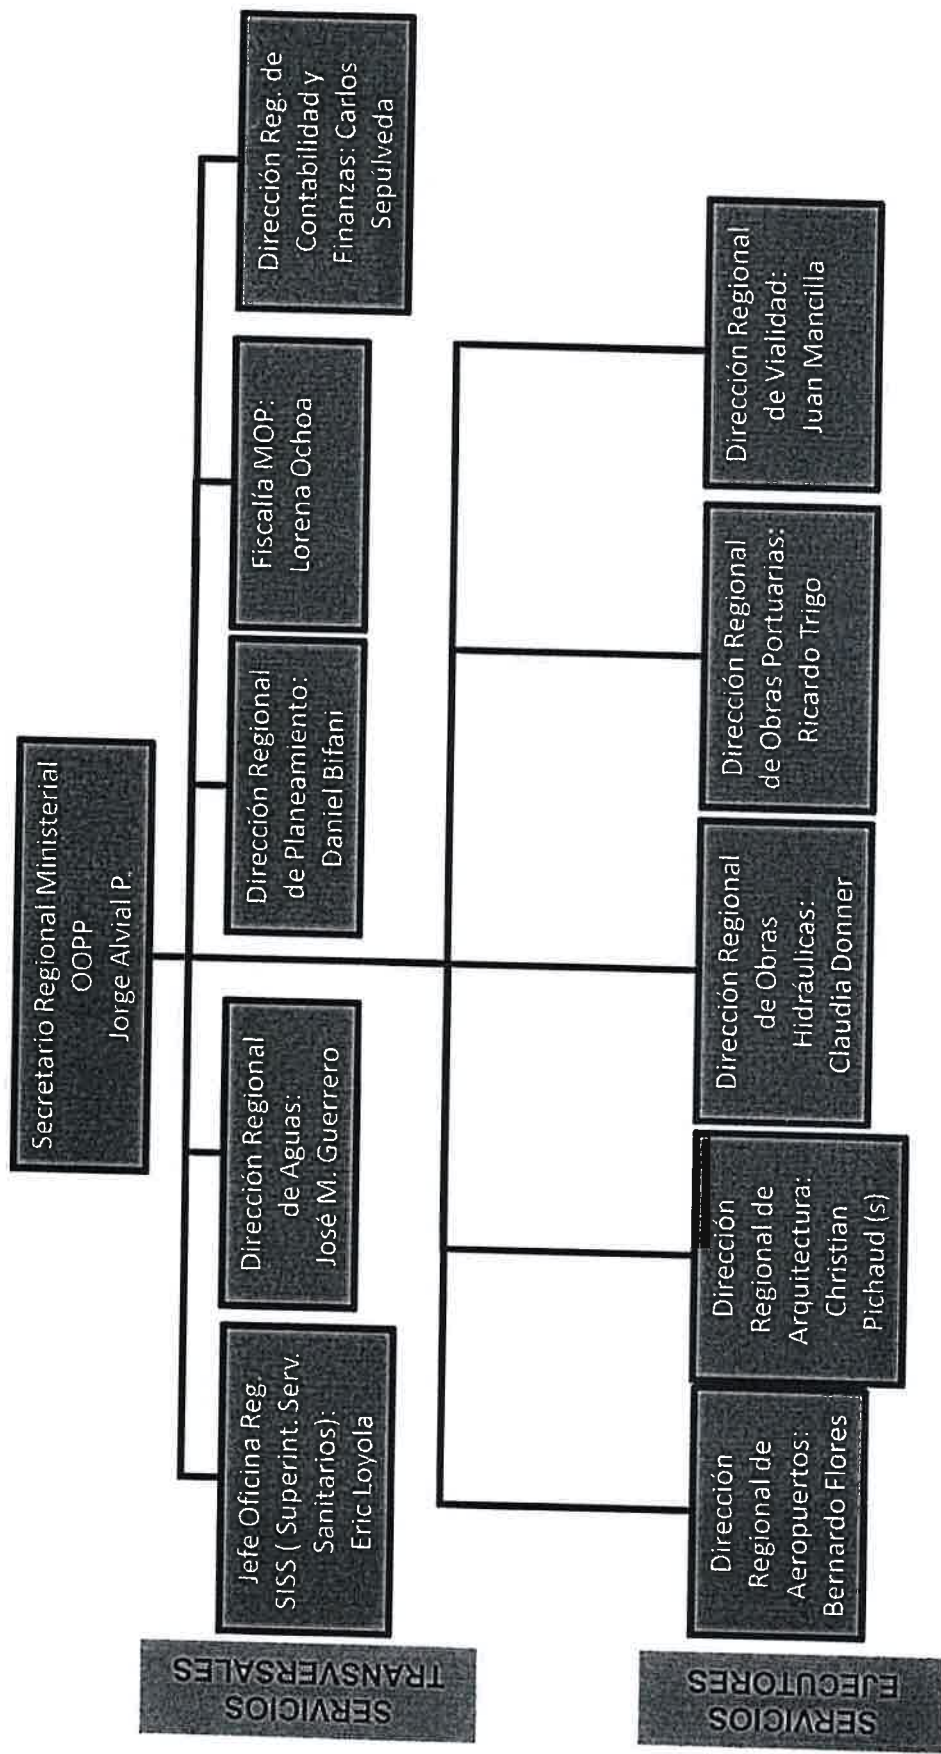 Secretario Regional Ministerial
OOPP
Jorge Alvial P.
SERVICIOS
TRANSVERSALES
Jefe Oficina Reg.
SISS ( Superint. Serv.
Sanitarios):
Eric Loyola
Dirección Regional
de Aguas:
José M. Guerrero
Dirección Regional
de Planeamiento:
Daniel Bifani
Fiscalía MOP:
Lorena Ochoa
Dirección Reg. de
Contabilidad y
Finanzas: Carlos
Sepúlveda
SERVICIOS
EJECUTORES
Dirección
Regional de
Aeropuertos:
Bernardo Flores
Dirección
Regional de
Arquitectura:
Christian
Pichaud (s)
Dirección Regional
de Obras
Hidráulicas:
Claudia Donner
Dirección Regional
de Obras Portuarias:
Ricardo Trigo
Dirección Regional
de Vialidad:
Juan Mancilla